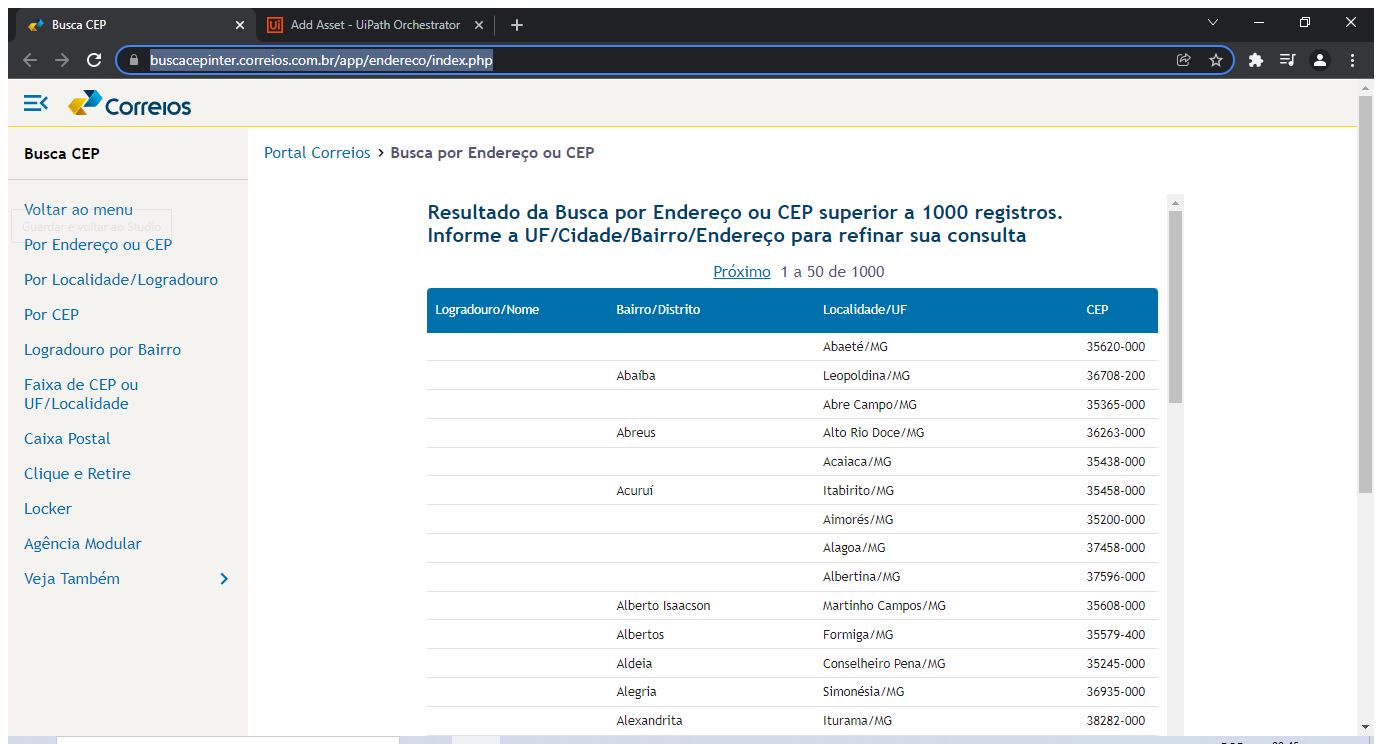 Busca CEP
Add Asset - UiPath Orchestrator
buscacepinter.correios.com.br/app/endereco/index.php
Correios
Busca CEP
Voltar ao menu
Guardar e voltar ao Studio
Por Endereço ou CEP
Por Localidade/Logradouro
Por CEP
Logradouro por Bairro
Faixa de CEP ou
UF/Localidade
Caixa Postal
Clique e Retire
Locker
Agência Modular
Veja Também
Portal Correios > Busca por Endereço ou CEP
Resultado da Busca por Endereço ou CEP superior a 1000 registros.
Informe a UF/Cidade/Bairro/Endereço para refinar sua consulta
Próximo 1 a 50 de 1000
Logradouro/Nome Bairro/Distrito Localidade/UF CEP
Abaeté/MG 35620-000
Abaíba Leopoldina/MG 36708-200
Abre Campo/MG 35365-000
Abreus Alto Rio Doce/MG 36263-000
Acaiaca/MG 35438-000
Acuruí Itabirito/MG 35458-000
Aimorés/MG 35200-000
Alagoa/MG 37458-000
Albertina/MG 37596-000
Alberto Isaacson Martinho Campos/MG 35608-000
Albertos Formiga/MG 35579-400
Aldeia Conselheiro Pena/MG 35245-000
Alegria Simonésia/MG 36935-000
Alexandrita Iturama/MG 38282-000